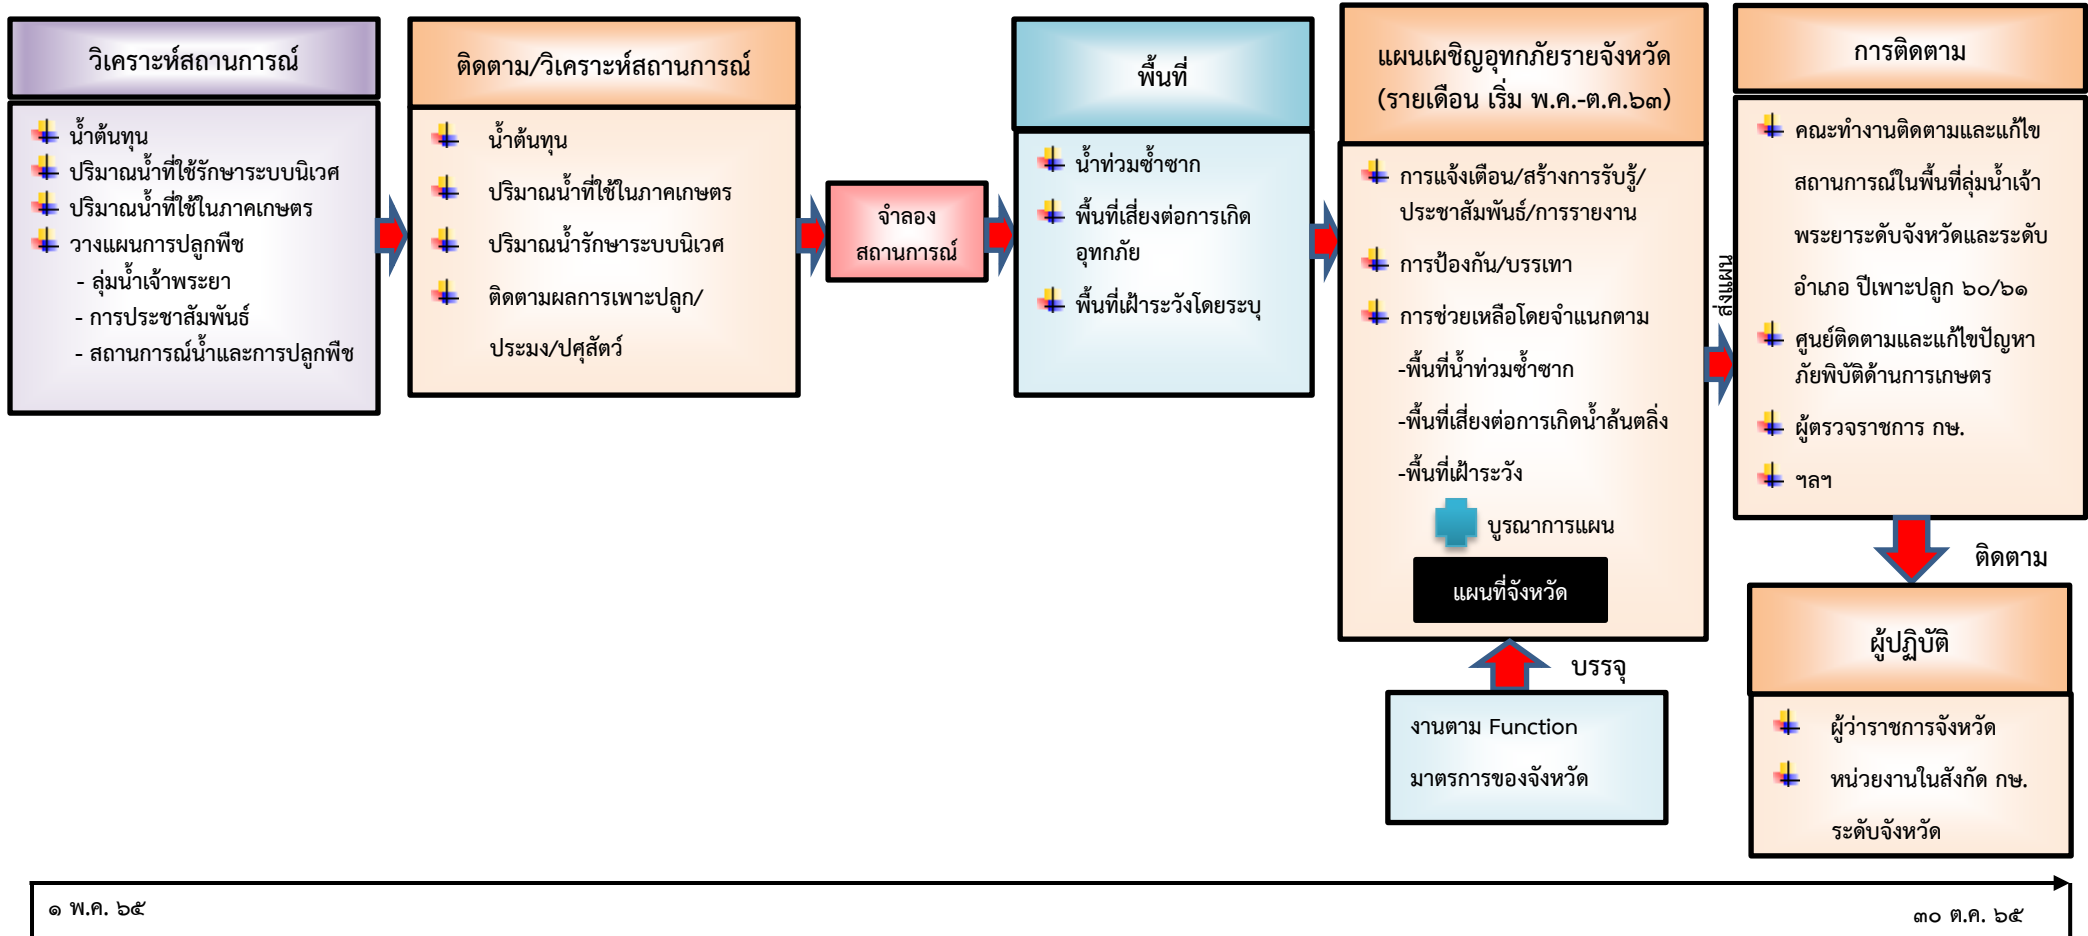 วิเคราะห์สถานการณ์
น้ำต้นทุน
ปริมาณน้ำที่ใช้รักษาระบบนิเวศ
ปริมาณน้ำที่ใช้ในภาคเกษตร
วางแผนการปลูกพืช
- ลุ่มน้ำเจ้าพระยา
- การประชาสัมพันธ์
- สถานการณ์น้ำและการปลูกพืช
ติดตาม/วิเคราะห์สถานการณ์
น้ำต้นทุน
ปริมาณน้ำที่ใช้ในภาคเกษตร
ปริมาณน้ำรักษาระบบนิเวศ
ติดตามผลการเพาะปลูก/
ประมง/ปศุสัตว์
จำลอง
สถานการณ์
พื้นที่
น้ำท่วมซ้ำซาก
พื้นที่เสี่ยงต่อการเกิด
อุทกภัย
พื้นที่เฝ้าระวังโดยระบุ
แผนเผชิญอุทกภัยรายจังหวัด
(รายเดือน เริ่ม พ.ค.-ต.ค.๖๓)
การแจ้งเตือน/สร้างการรับรู้/
ประชาสัมพันธ์/การรายงาน
การป้องกัน/บรรเทา
การช่วยเหลือโดยจำแนกตาม
-พื้นที่น้ำท่วมซ้ำซาก
-พื้นที่เสี่ยงต่อการเกิดน้ำล้นตลิ่ง
-พื้นที่เฝ้าระวัง
บูรณาการแผน
แผนที่จังหวัด
บรรจุ
งานตาม Function
มาตรการของจังหวัด
ส่งแผน
การติดตาม
คณะทำงานติดตามและแก้ไข
สถานการณ์ในพื้นที่ลุ่มน้ำเจ้า
พระยาระดับจังหวัดและระดับ
อำเภอ ปีเพาะปลูก ๖๐/๖๑
ศูนย์ติดตามและแก้ไขปัญหา
ภัยพิบัติด้านการเกษตร
ผู้ตรวจราชการ กษ.
ฯลฯ
ติดตาม
ผู้ปฏิบัติ
ผู้ว่าราชการจังหวัด
หน่วยงานในสังกัด กษ.
ระดับจังหวัด
๑ พ.ค. ๖๕
๓๐ ต.ค. ๖๕